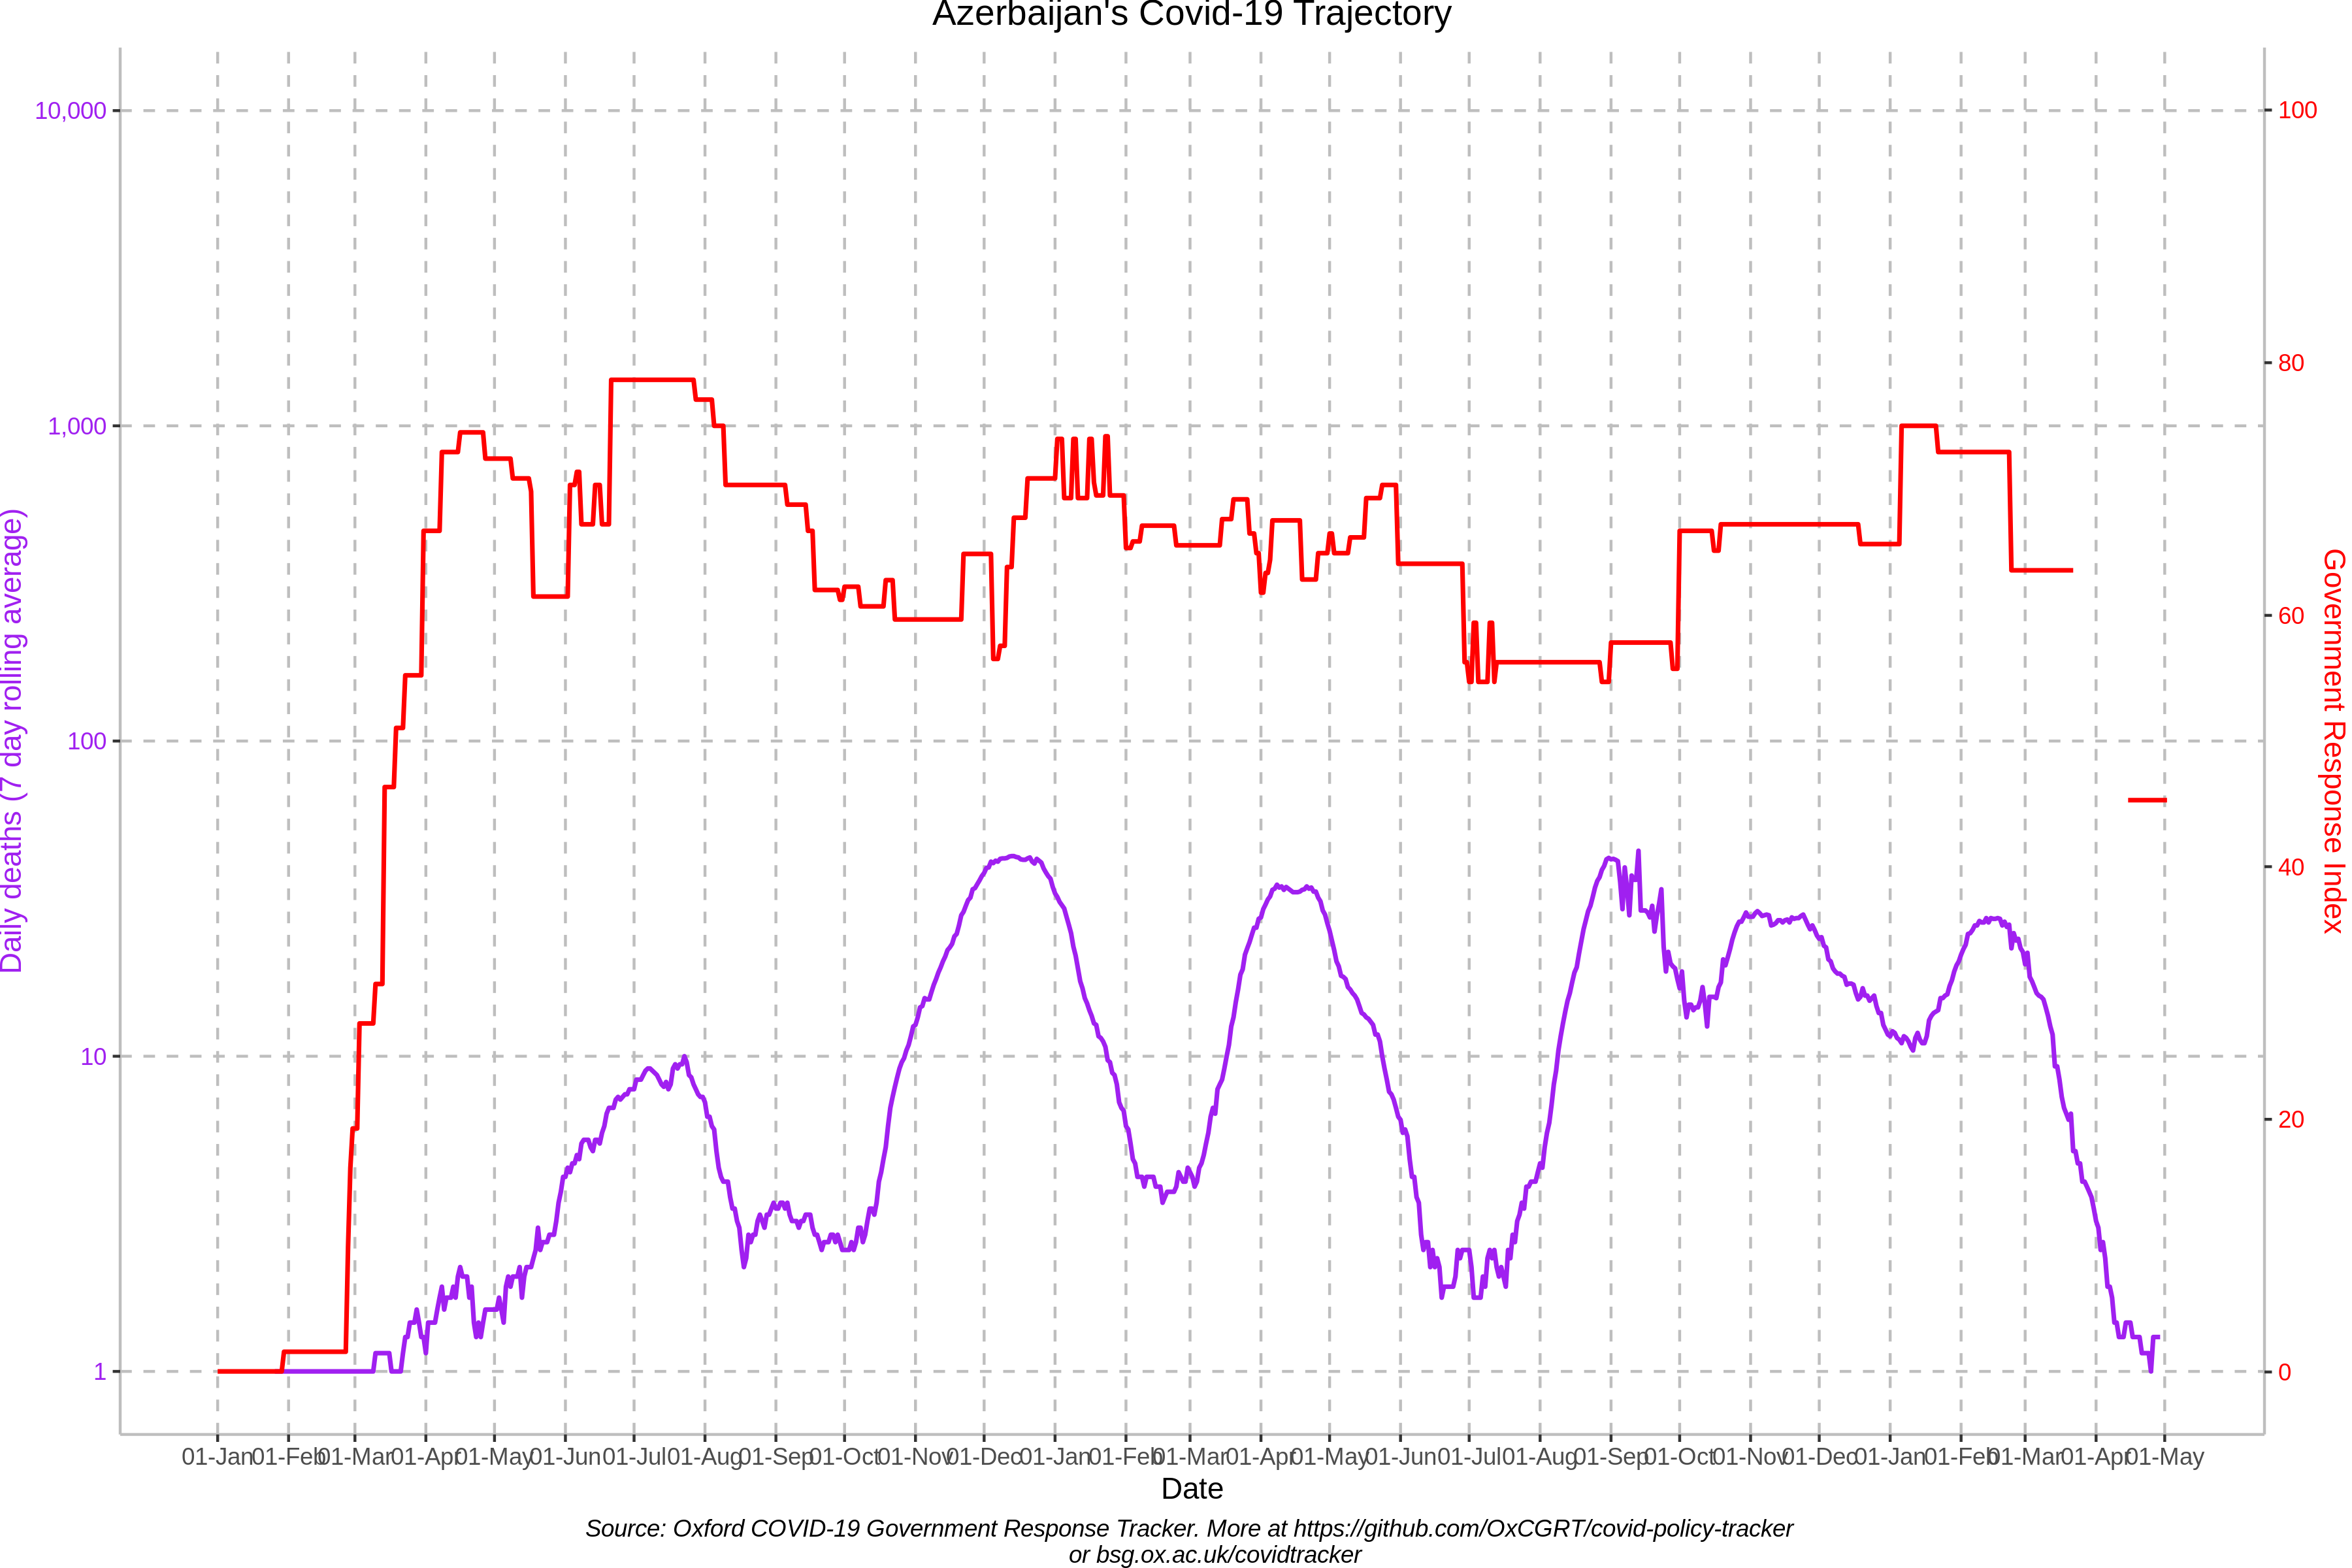 Azerbaijan's Covid-19 Trajectory
10,000
1,000
100
10
1
Daily deaths (7 day rolling average)
100
80
60
40
20
0
Government Response Index
01-Jan 01-Feb 01-Mar 01-Apr 01-May 01-Jun 01-Jul 01-Aug 01-Sep 01-Oct 01-Nov 01-Dec 01-Jan 01-Feb 01-Mar 01-Apr 01-May 01-Jun 01-Jul 01-Aug 01-Sep 01-Oct 01-Nov 01-Dec 01-Jan 01-Feb 01-Mar 01-Apr 01-May
Date
Source: Oxford COVID-19 Government Response Tracker. More at https://github.com/OxCGRT/covid-policy-tracker
or bsg.ox.ac.uk/covidtracker